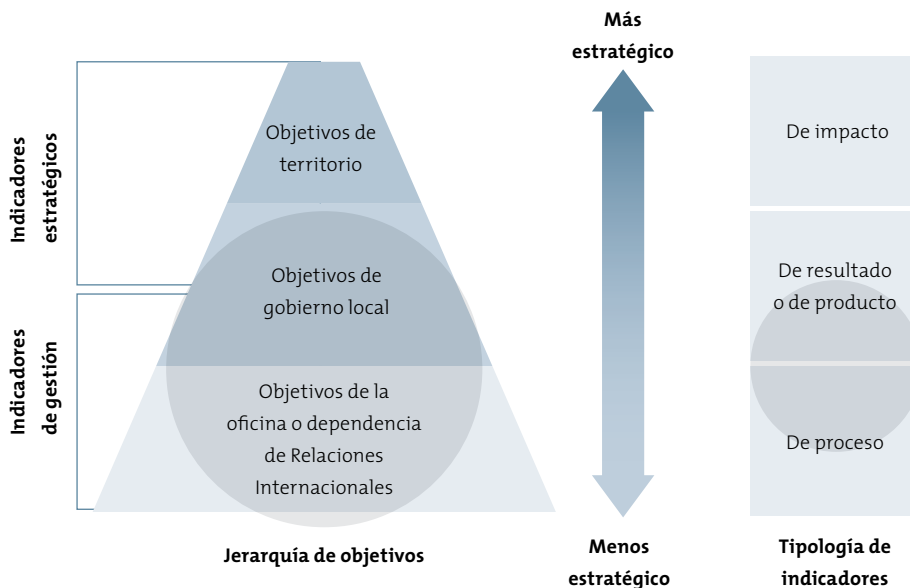 Más
estratégico
Indicadores
estratégicos
Objetivos de
territorio
De impacto
Objetivos de
gobierno local
De resultado
o de producto
Indicadores
de gestión
Objetivos de la
oficina o dependencia
de Relaciones
Internacionales
De proceso
Jerarquía de objetivos
Menos
estratégico
Tipología de
indicadores